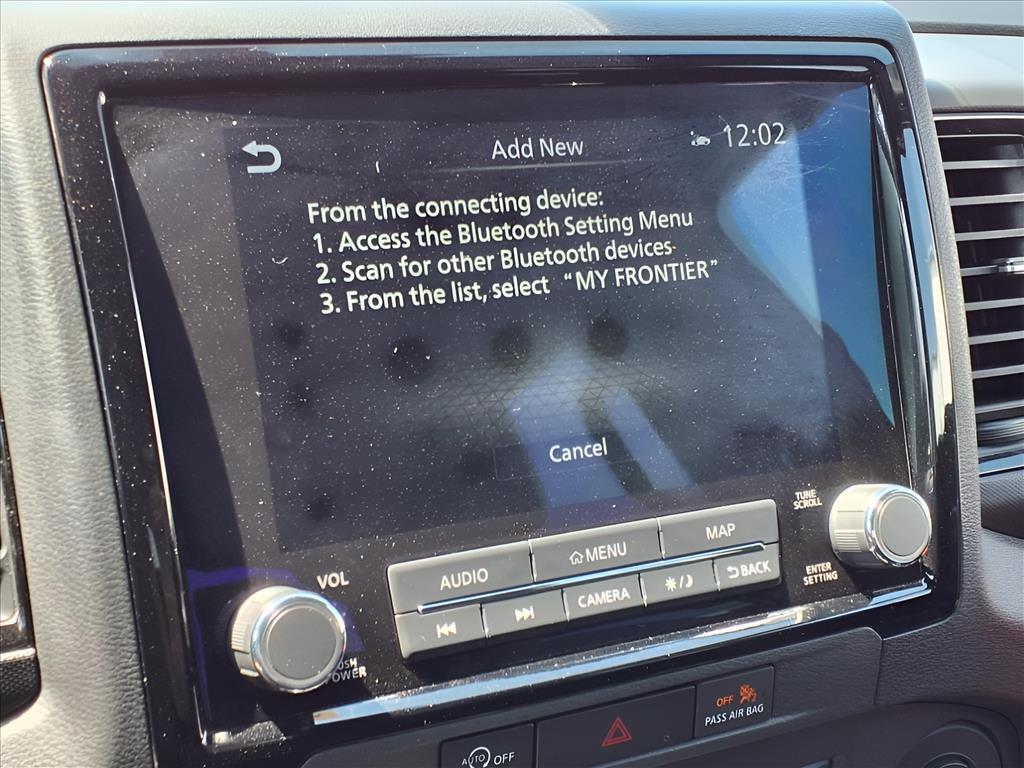 Add New
12:02
From the connecting device:
1. Access the Bluetooth Setting Menu
2. Scan for other Bluetooth devices
3. From the list, select “MY FRONTIER”
Cancel
TUNE
SCROLL
AUDIO
MENU
MAP
VOL
CAMERA
BACK
ENTER
SETTING
PUSH
POWER
AUTO OFF
OFF
PASS AIR BAG